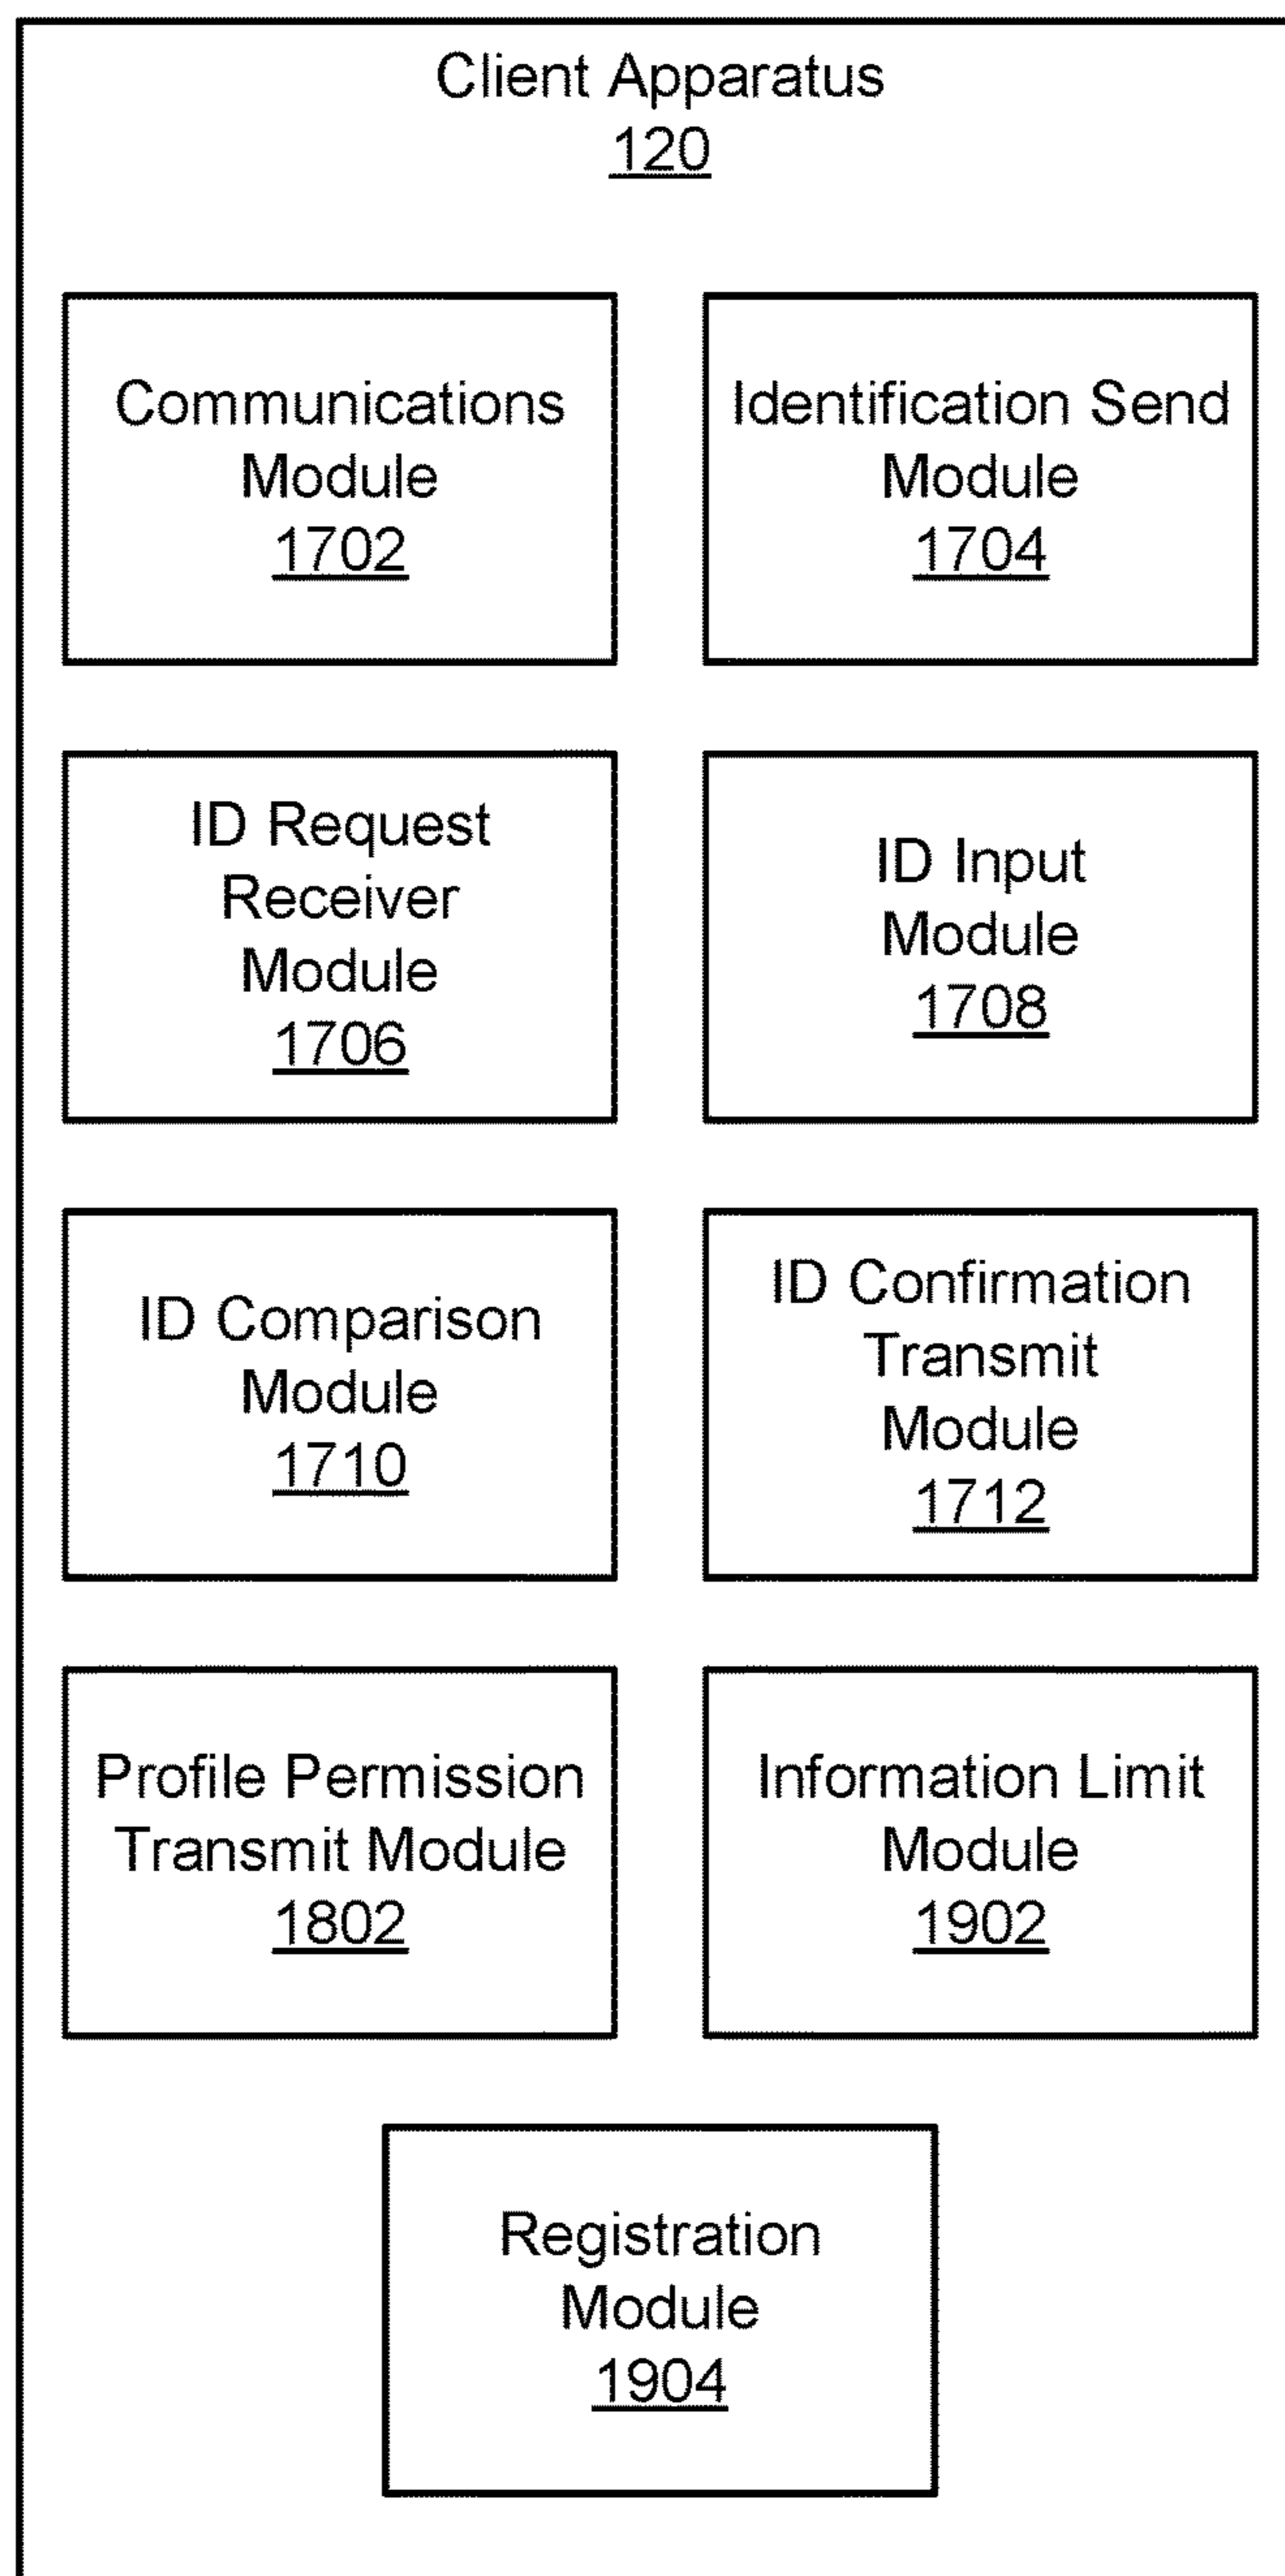 Client Apparatus
120
Communications
Module
1702
Identification Send
Module
1704
ID Request
Receiver
Module
1706
ID Input
Module
1708
ID Comparison
Module
1710
ID Confirmation
Transmit
Module
1712
Profile Permission
Transmit Module
1802
Information Limit
Module
1902
Registration
Module
1904